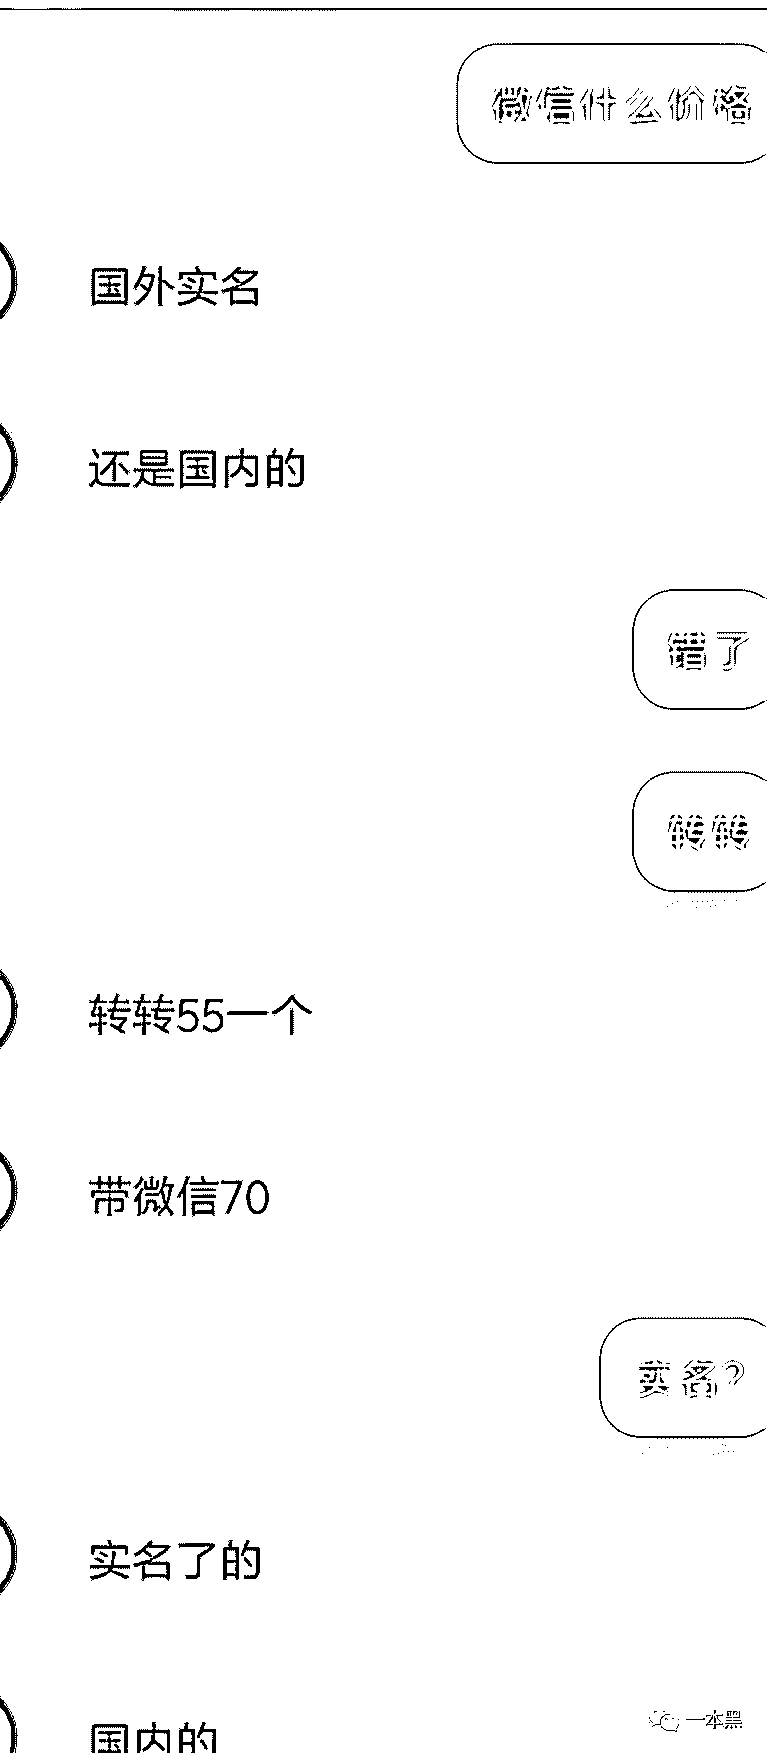 微信什么价格
国外实名
还是国内的
错了
转转
转转55一个
带微信70
实名?
实名了的
国内的
一本黑